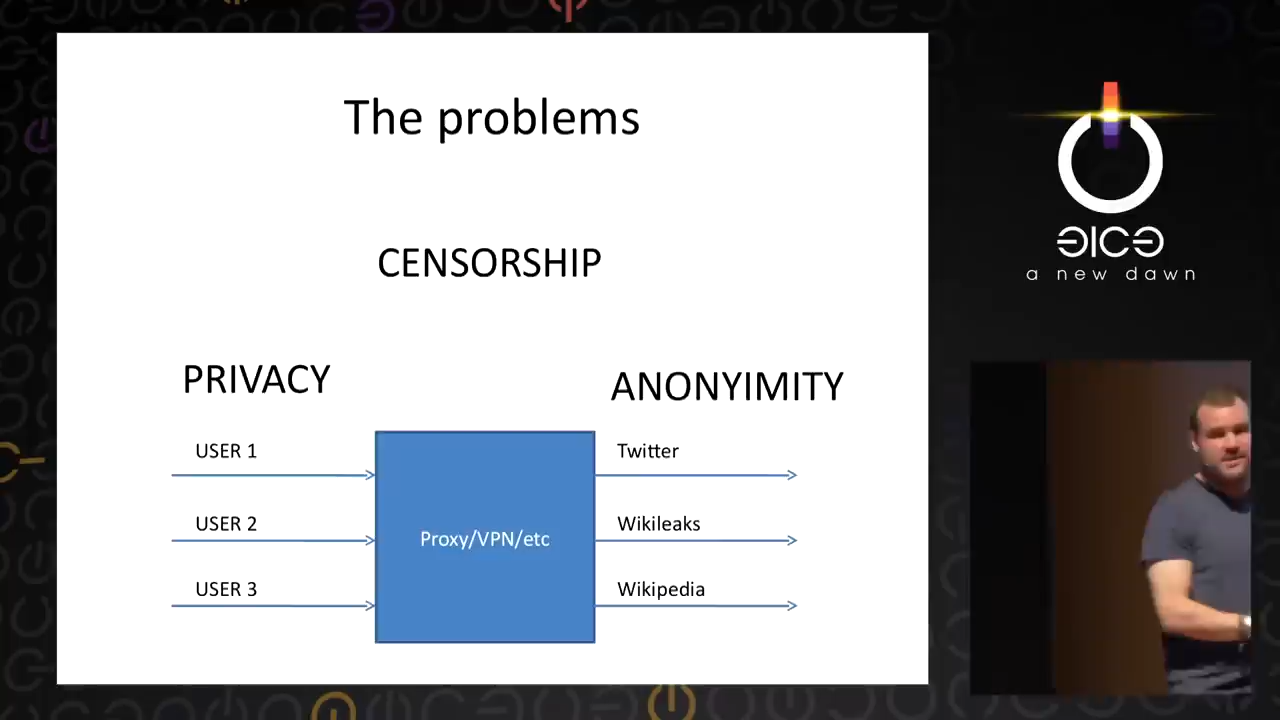 The problems
CENSORSHIP
PRIVACY
ANONYIMITY
USER 1
Twitter
USER 2
Wikileaks
Proxy/VPN/etc
USER 3
Wikipedia
a new dawn